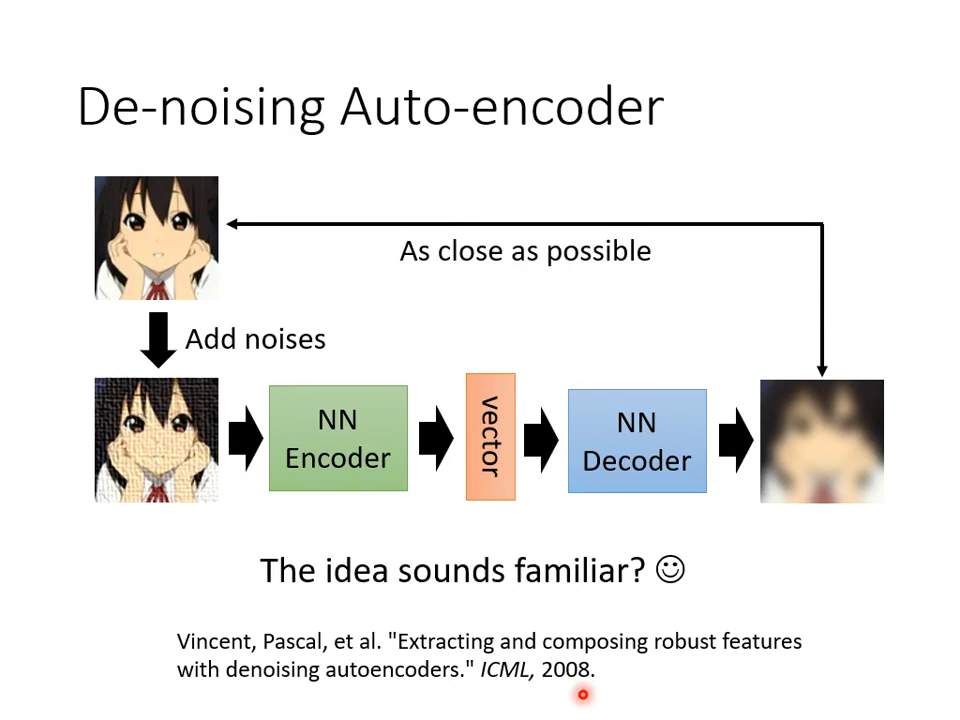 De-noising Auto-encoder
As close as possible
Add noises
NN
Encoder
vector
NN
Decoder
The idea sounds familiar? ☺
Vincent, Pascal, et al. "Extracting and composing robust features
with denoising autoencoders." ICML, 2008.